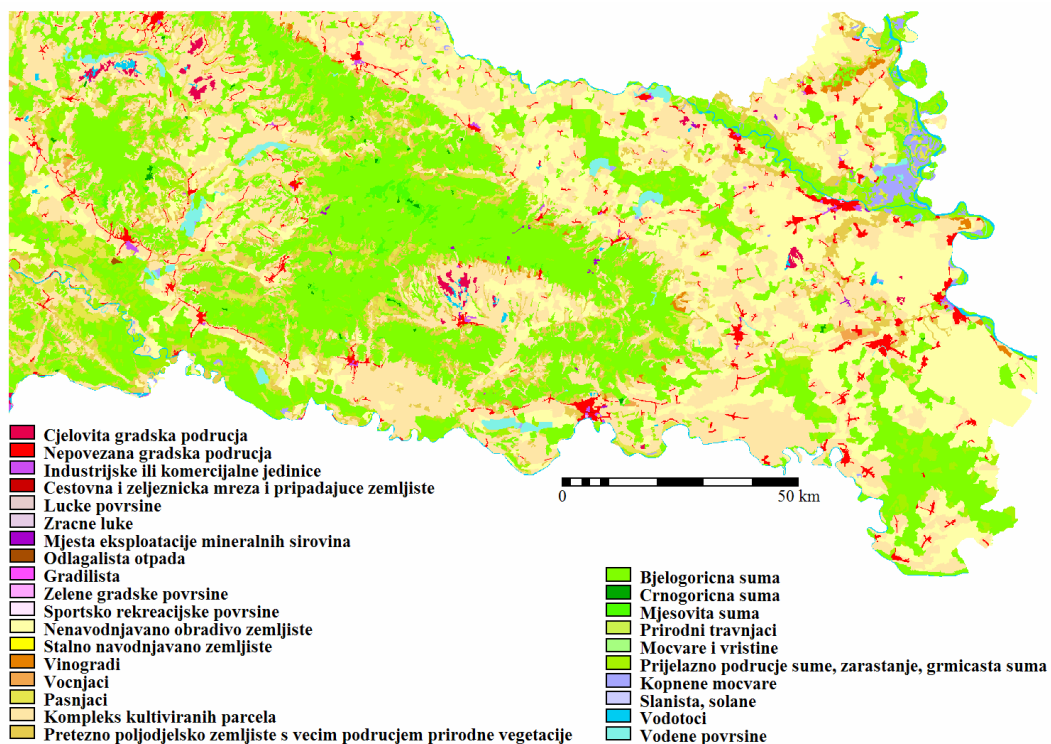 Cjelovita gradska podrucja
Nepovezana gradska podrucja
Industrijske ili komercijalne jedinice
Cestovna i zeljeznicka mreza i pripadajuce zemljiste
Lucke povrsine
Zracne luke
Mjesta eksploatacije mineralnih sirovina
Odlagalista otpada
Gradilista
Zelene gradske povrsine
Sportsko rekreacijske povrsine
Nenavodnjavano obradivo zemljiste
Stalno navodnjavano zemljiste
Vinogradi
Vocnjaci
Pasnjaci
Kompleks kultiviranih parcela
Pretezno poljodjelsko zemljiste s vecim podrucjem prirodne vegetacije
0 50 km
Bjelogoricna suma
Crnogoricna suma
Mjesovita suma
Prirodni travnjaci
Mocvare i vristine
Prijelazno podrucje sume, zarastanje, grmicasta suma
Kopnene mocvare
Slanista, solane
Vodotoci
Vodene povrsine